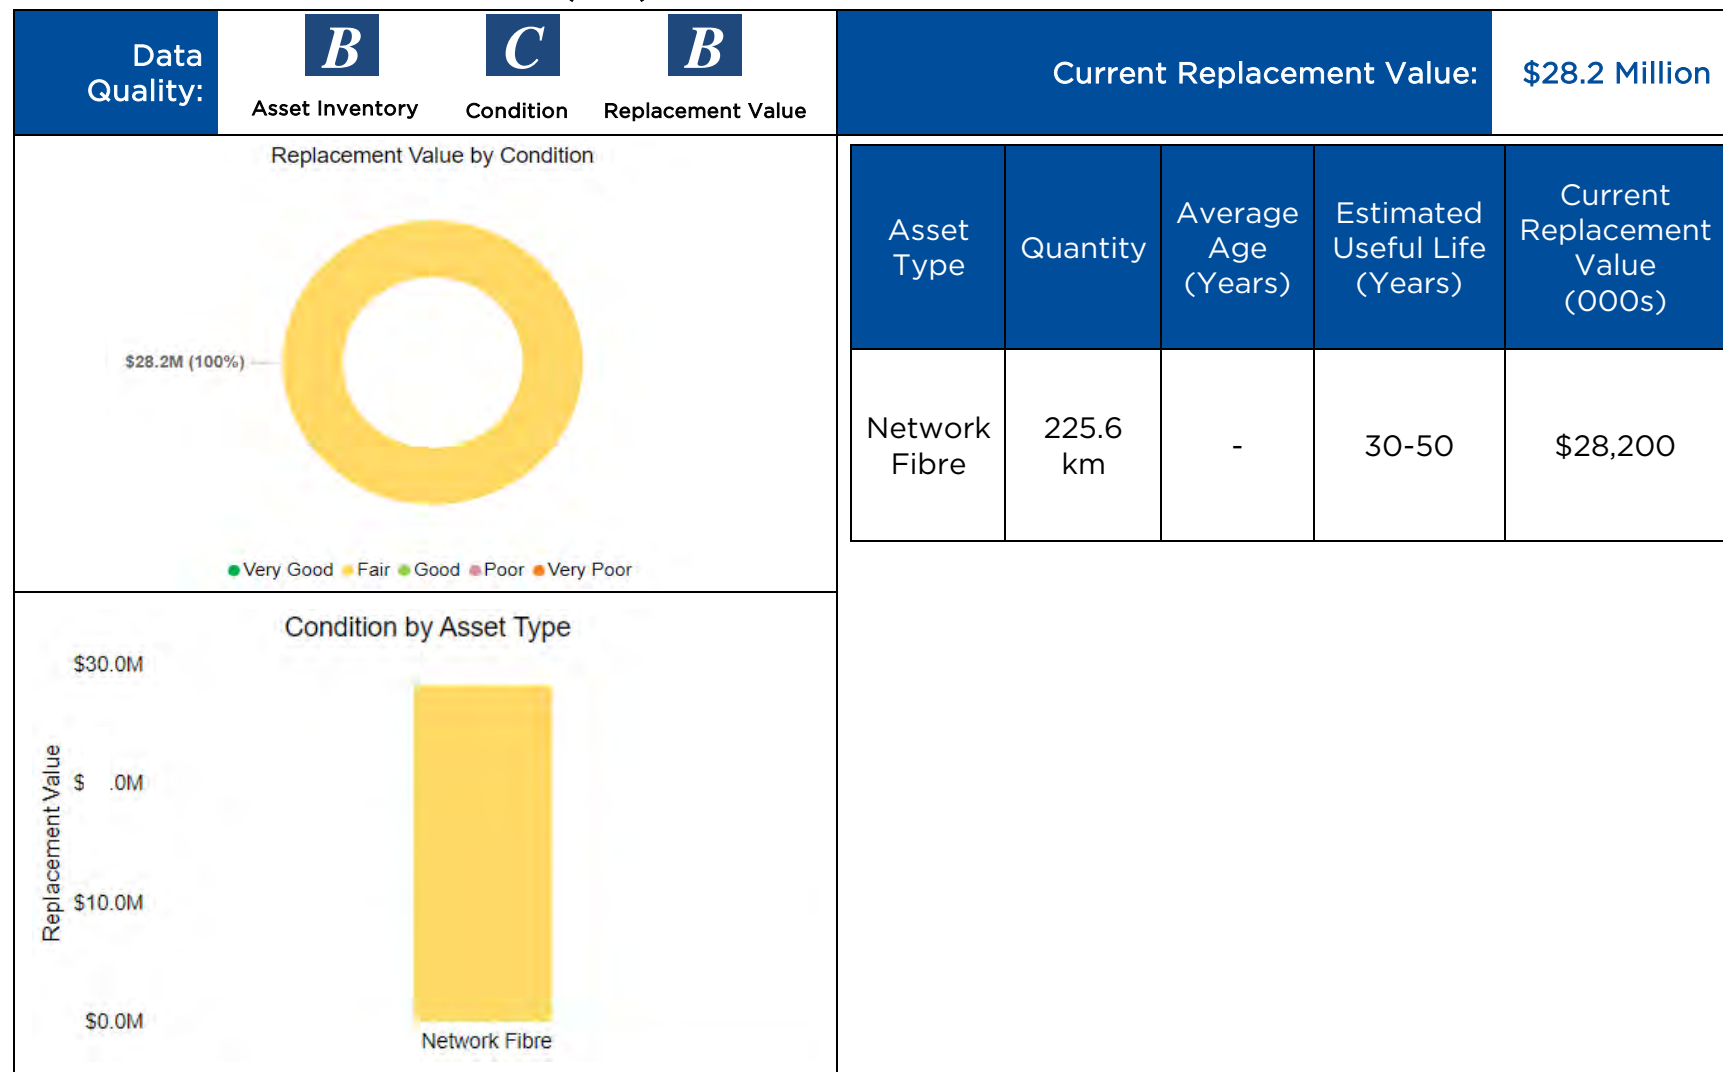 Data
Quality:
B
C
B
Asset Inventory
Condition
Replacement Value
Current Replacement Value:
$28.2 Million
Replacement Value by Condition
$28.2M (100%)
Very Good Fair Good Poor Very Poor
Asset
Type
Quantity
Average
Age
(Years)
Estimated
Useful Life
(Years)
Current
Replacement
Value
(000s)
Network
Fibre
225.6
km
-
30-50
$28,200
Condition by Asset Type
Replacement Value
$30.0M
$ .0M
$10.0M
$0.0M
Network Fibre